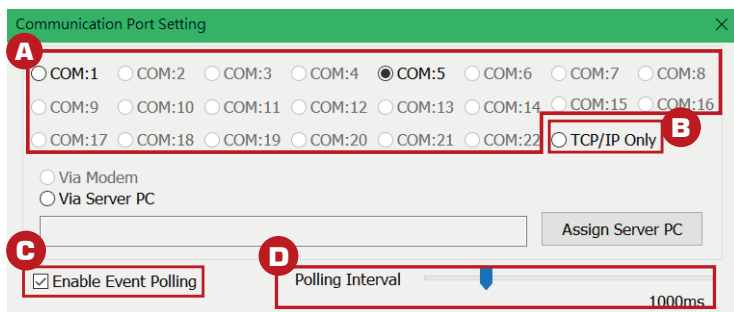 Communication Port Setting
A
COM:1 COM:2 COM:3 COM:4 COM:5 COM:6 COM:7 COM:8
COM:9 COM:10 COM:11 COM:12 COM:13 COM:14 COM:15 COM:16
B
COM:17 COM:18 COM:19 COM:20 COM:21 COM:22 TCP/IP Only
Via Modem
Via Server PC
Assign Server PC
C
D
Enable Event Polling Polling Interval
1000ms